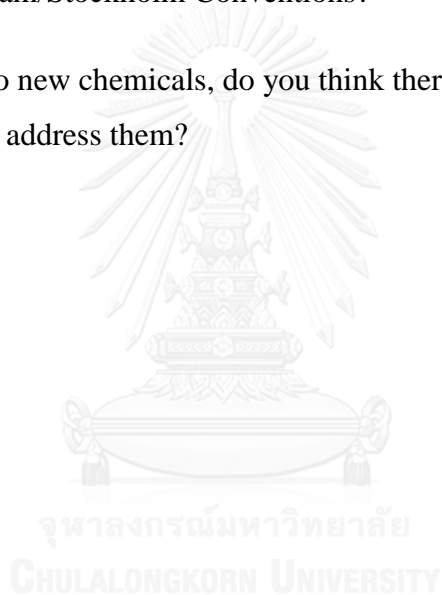 am/Stockholm Conventions?
o new chemicals, do you think ther
address them?
จุฬาลงกรณ์มหาวิทยาลัย
CHULALONGKORN UNIVERSITY